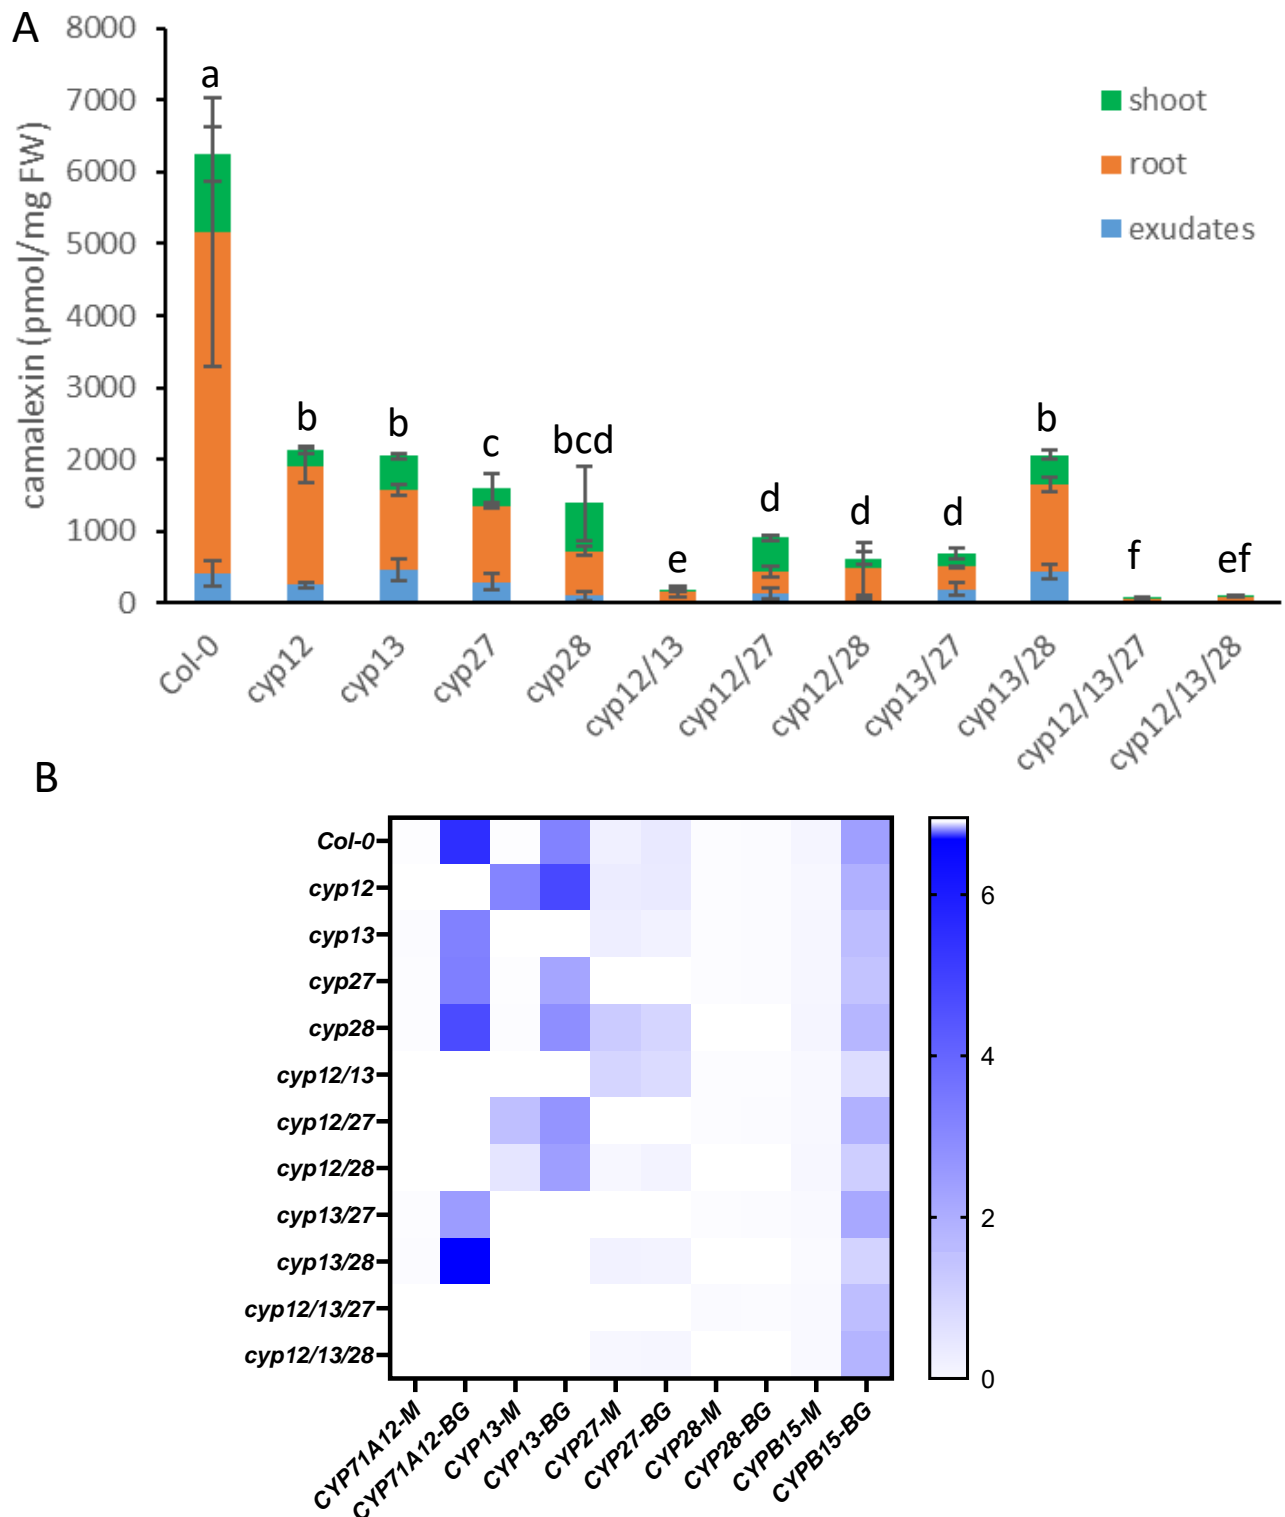 A
camalexin (pmol/mg FW)
8000
7000
6000
5000
4000
3000
2000
1000
0
a
b
b
c
bcd
e
d
d
d
b
f
ef
shoot
root
exudates
Col-0
cyp12
cyp13
cyp27
cyp28
cyp12/13
cyp12/27
cyp12/28
cyp13/27
cyp13/28
cyp12/13/27
cyp12/13/28
B
Col-0
cyp12
cyp13
cyp27
cyp28
cyp12/13
cyp12/27
cyp12/28
cyp13/27
cyp13/28
cyp12/13/27
cyp12/13/28
CYP71A12-M
CYP71A12-BG
CYP13-M
CYP13-BG
CYP27-M
CYP27-BG
CYP28-M
CYP28-BG
CYPB15-M
CYPB15-BG
6
4
2
0